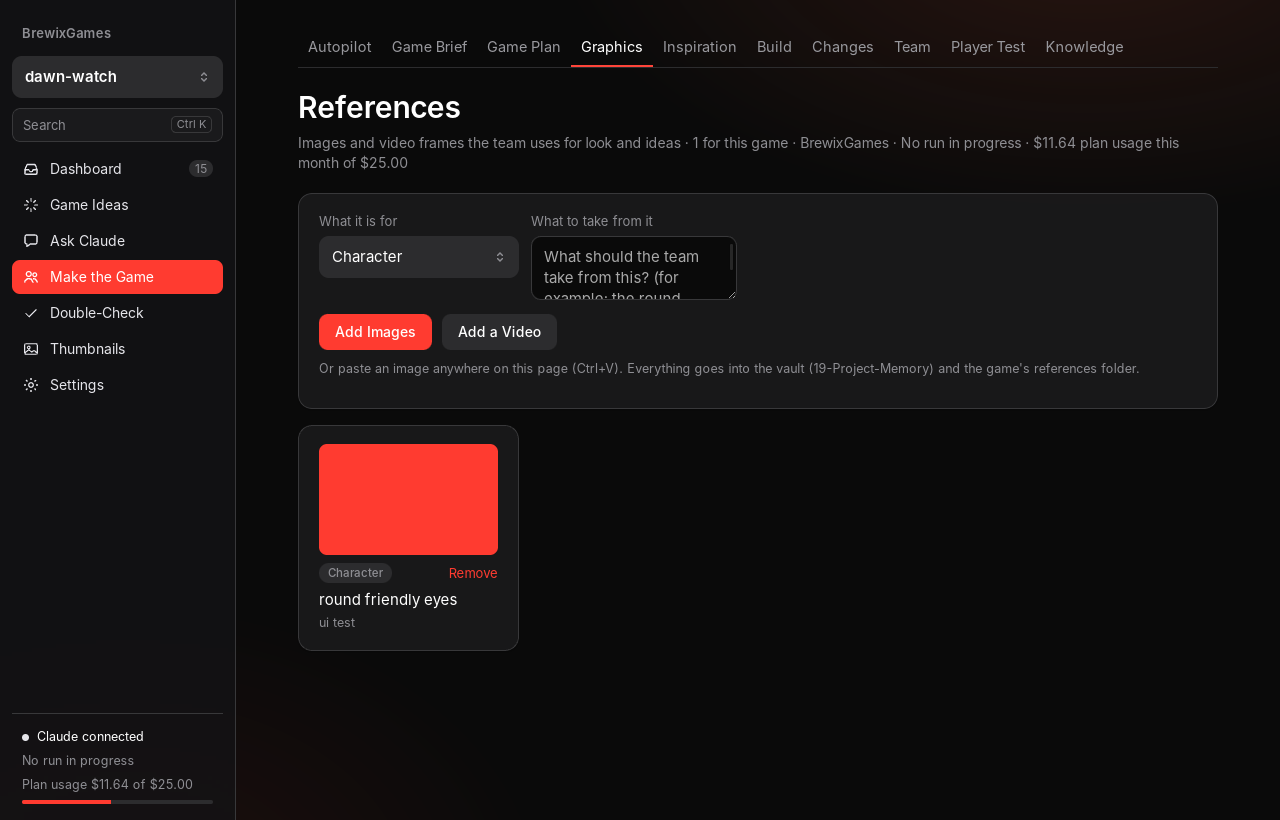 BrewixGames
dawn-watch
Search
Ctrl K
Dashboard
15
Game Ideas
Ask Claude
Make the Game
Double-Check
Thumbnails
Settings
Claude connected
No run in progress
Plan usage $11.64 of $25.00
Autopilot
Game Brief
Game Plan
Graphics
Inspiration
Build
Changes
Team
Player Test
Knowledge
References
Images and video frames the team uses for look and ideas · 1 for this game · BrewixGames · No run in progress · $11.64 plan usage this
month of $25.00
What it is for
What to take from it
Character
What should the team
take from this? (for
example: the round
Add Images
Add a Video
Or paste an image anywhere on this page (Ctrl+V). Everything goes into the vault (19-Project-Memory) and the game's references folder.
Character
Remove
round friendly eyes
ui test